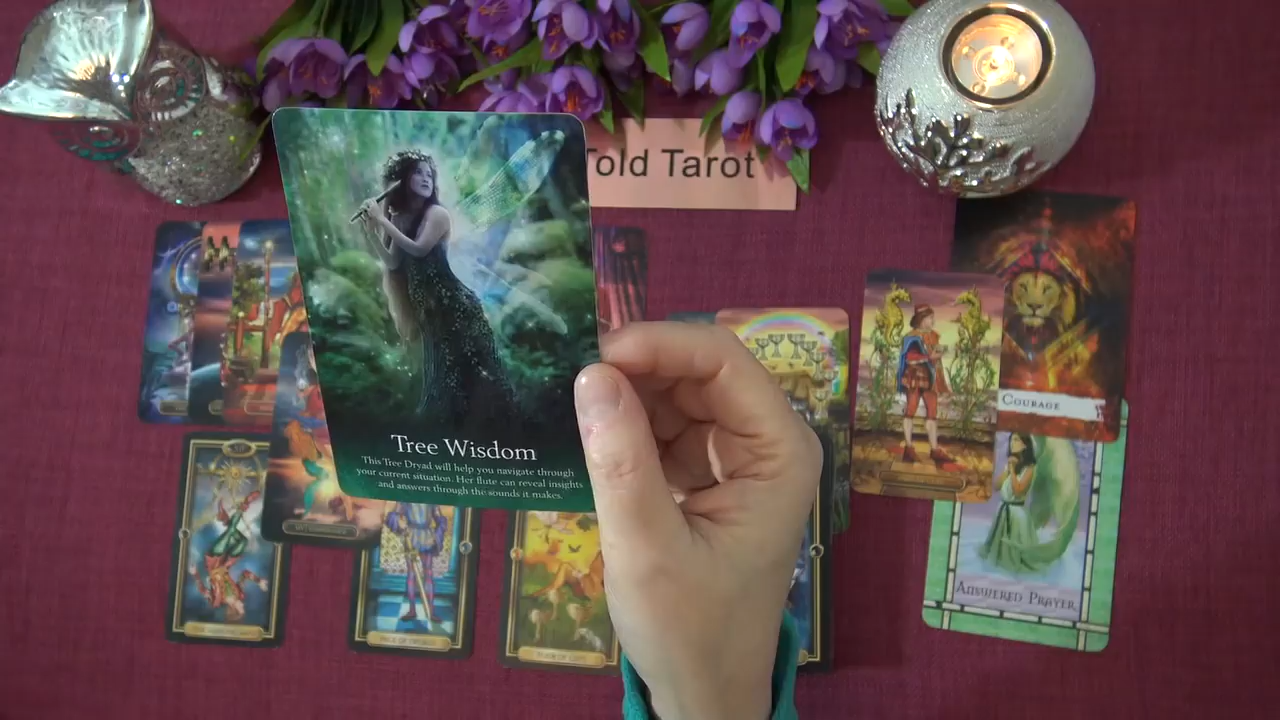 Told Tarot
Tree Wisdom
This Tree Dryad will help you navigate through
your current situation. Her flute can reveal insights
and answers through the sounds it makes.
Courage
Answered Prayer